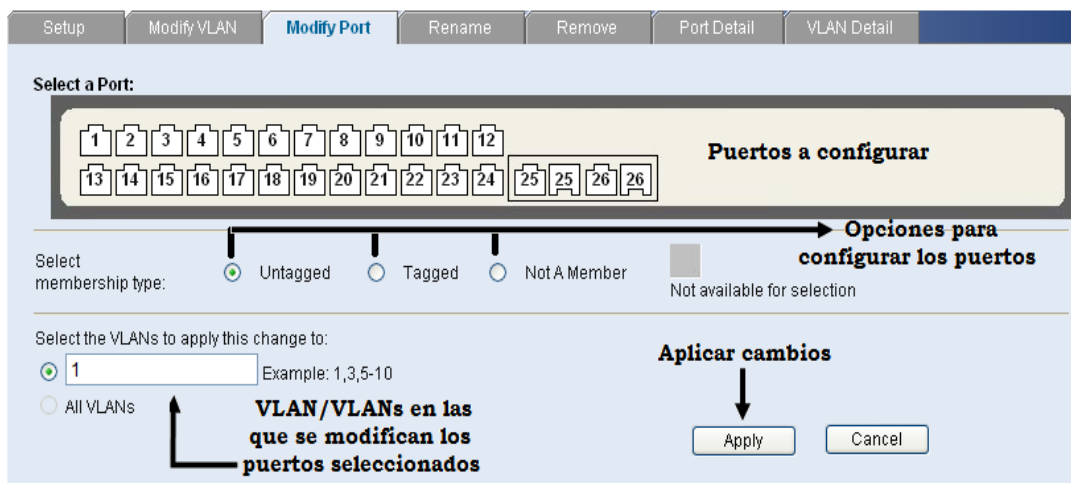 Setup Modify VLAN Modify Port Rename Remove Port Detail VLAN Detail
Select a Port:
1 2 3 4 5 6 7 8 9 10 11 12
13 14 15 16 17 18 19 20 21 22 23 24 25 25 26 26
Puertos a configurar
Opciones para
configurar los puertos
Select
membership type:
Untagged Tagged Not A Member
Not available for selection
Select the VLANs to apply this change to:
1 Example: 1,3,5-10
All VLANs
VLAN/VLANs en las
que se modifican los
puertos seleccionados
Aplicar cambios
Apply Cancel